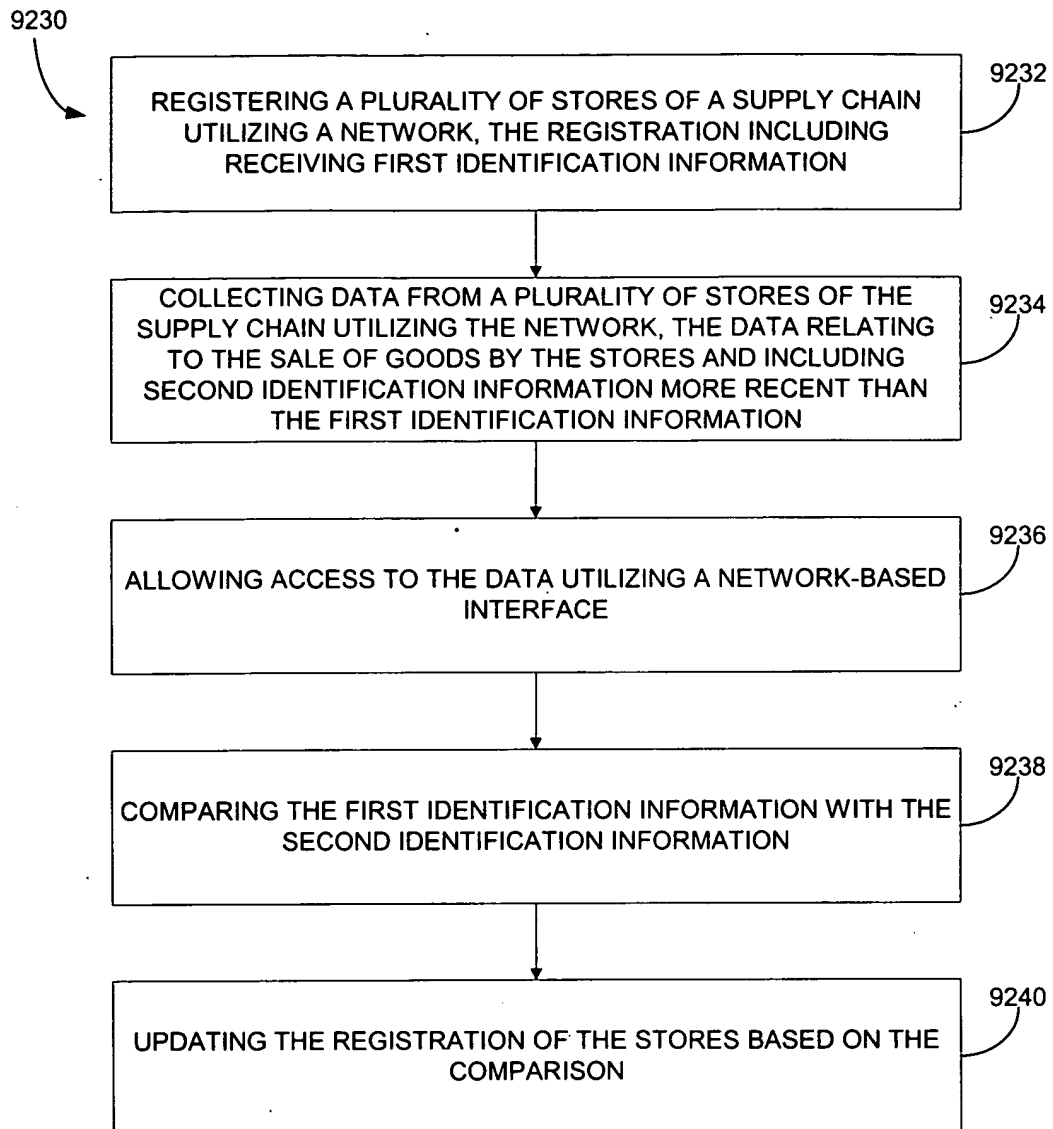 9230
9232
REGISTERING A PLURALITY OF STORES OF A SUPPLY CHAIN
UTILIZING A NETWORK, THE REGISTRATION INCLUDING
RECEIVING FIRST IDENTIFICATION INFORMATION
9234
COLLECTING DATA FROM A PLURALITY OF STORES OF THE
SUPPLY CHAIN UTILIZING THE NETWORK, THE DATA RELATING
TO THE SALE OF GOODS BY THE STORES AND INCLUDING
SECOND IDENTIFICATION INFORMATION MORE RECENT THAN
THE FIRST IDENTIFICATION INFORMATION
9236
ALLOWING ACCESS TO THE DATA UTILIZING A NETWORK-BASED
INTERFACE
9238
COMPARING THE FIRST IDENTIFICATION INFORMATION WITH THE
SECOND IDENTIFICATION INFORMATION
9240
UPDATING THE REGISTRATION OF THE STORES BASED ON THE
COMPARISON